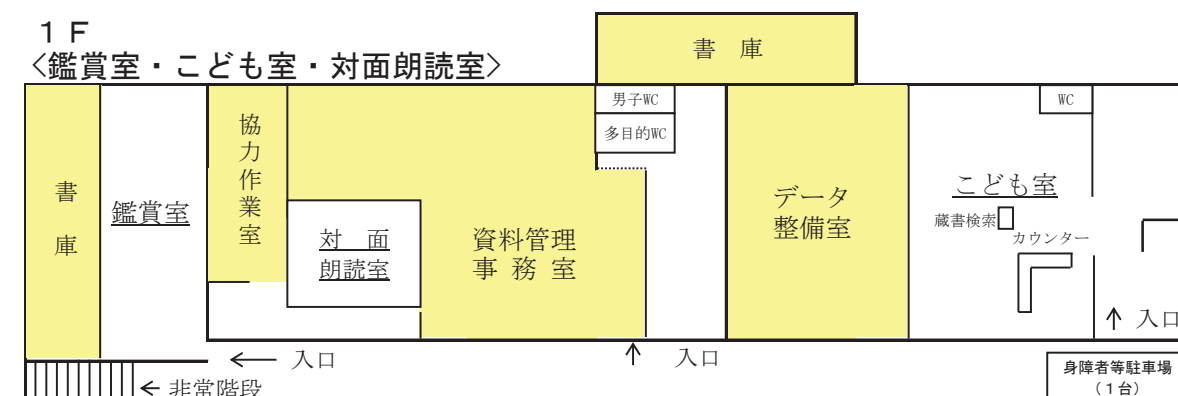 1F
<鑑賞室・こども室・対面朗読室>
書 庫
男子WC
多目的WC
WC
協力作業室
書庫
鑑賞室
対 面
朗読室
資料管理
事 務 室
データ
整備室
こども室
蔵書検索
カウンター
入口
入口
入口
非常階段
身障者等駐車場
(1台)